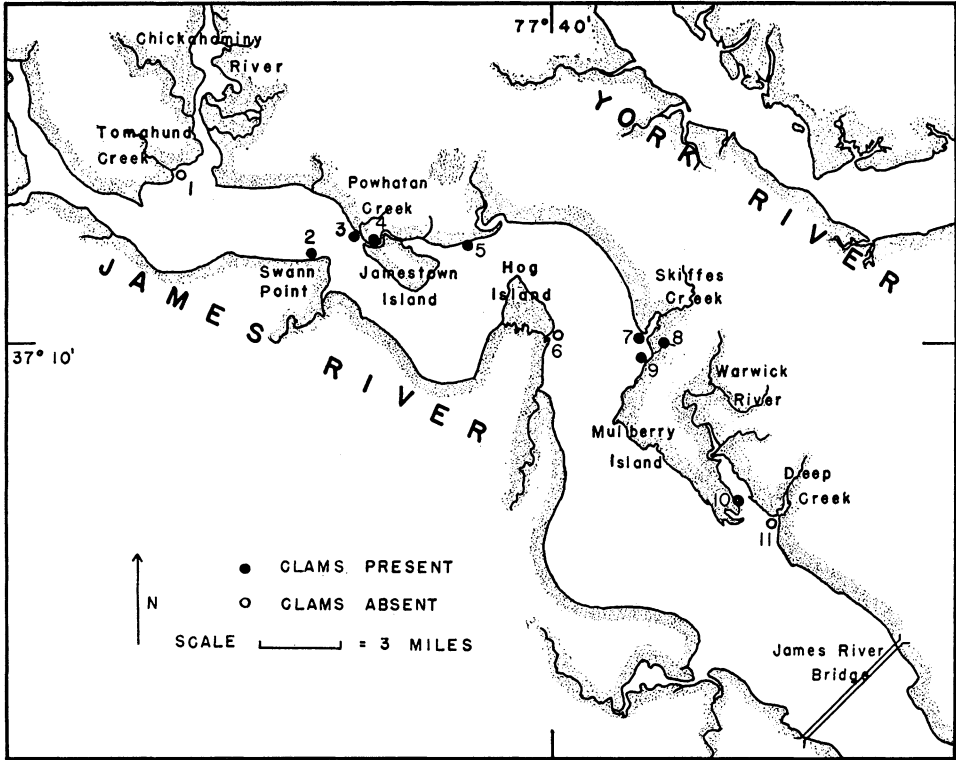 77° 40'
Chickahominy
River
YORK RIVER
Tomahund
Creek
1
Powhatan
Creek
3
4
2
5
Swann
Point
Jamestown
Island
Hog
Island
Skiffes
Creek
JAMES RIVER
37° 10'
6
7
8
9
Warwick
River
Mulberry
Island
Deep
Creek
10
11
CLAMS PRESENT
CLAMS ABSENT
N
SCALE = 3 MILES
James River
Bridge